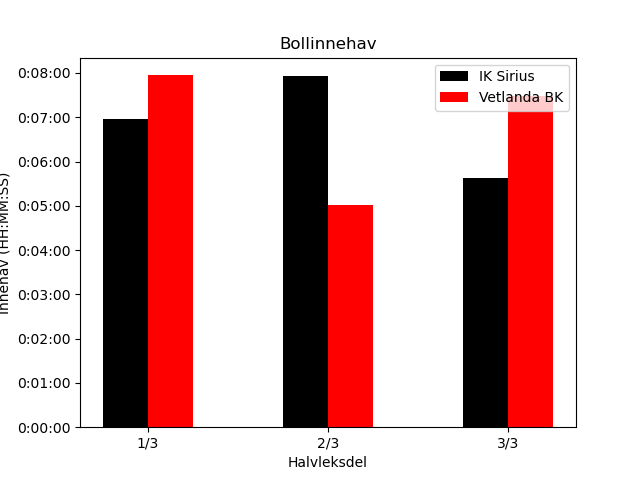 Bollinnehav
IK Sirius
Vetlanda BK
0:08:00
0:07:00
0:06:00
0:05:00
0:04:00
0:03:00
0:02:00
0:01:00
0:00:00
Innehav (HH:MM:SS)
1/3 2/3 3/3
Halvleksdel